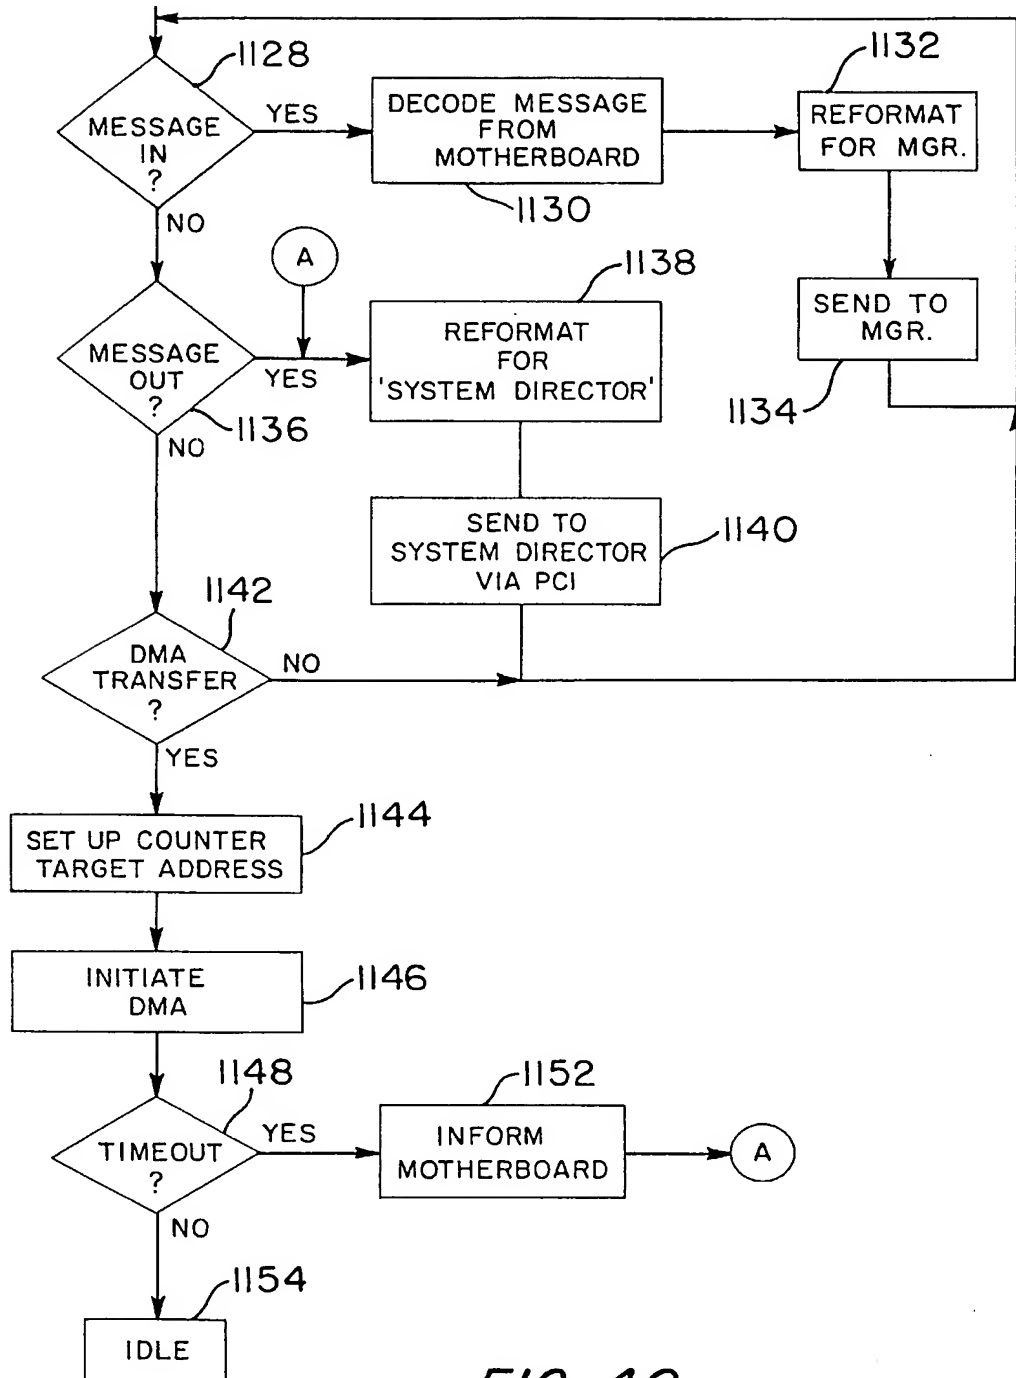 1128
MESSAGE
IN
?
YES
NO
DECODE MESSAGE
FROM
MOTHERBOARD
1130
1132
REFORMAT
FOR MGR.
SEND TO
MGR.
1134
A
MESSAGE
OUT
?
YES
1136
NO
1138
REFORMAT
FOR
'SYSTEM DIRECTOR'
SEND TO
SYSTEM DIRECTOR
VIA PCI
1140
1142
DMA
TRANSFER
?
NO
YES
SET UP COUNTER
TARGET ADDRESS
1144
INITIATE
DMA
1146
1148
TIMEOUT
?
YES
NO
1152
INFORM
MOTHERBOARD
A
1154
IDLE